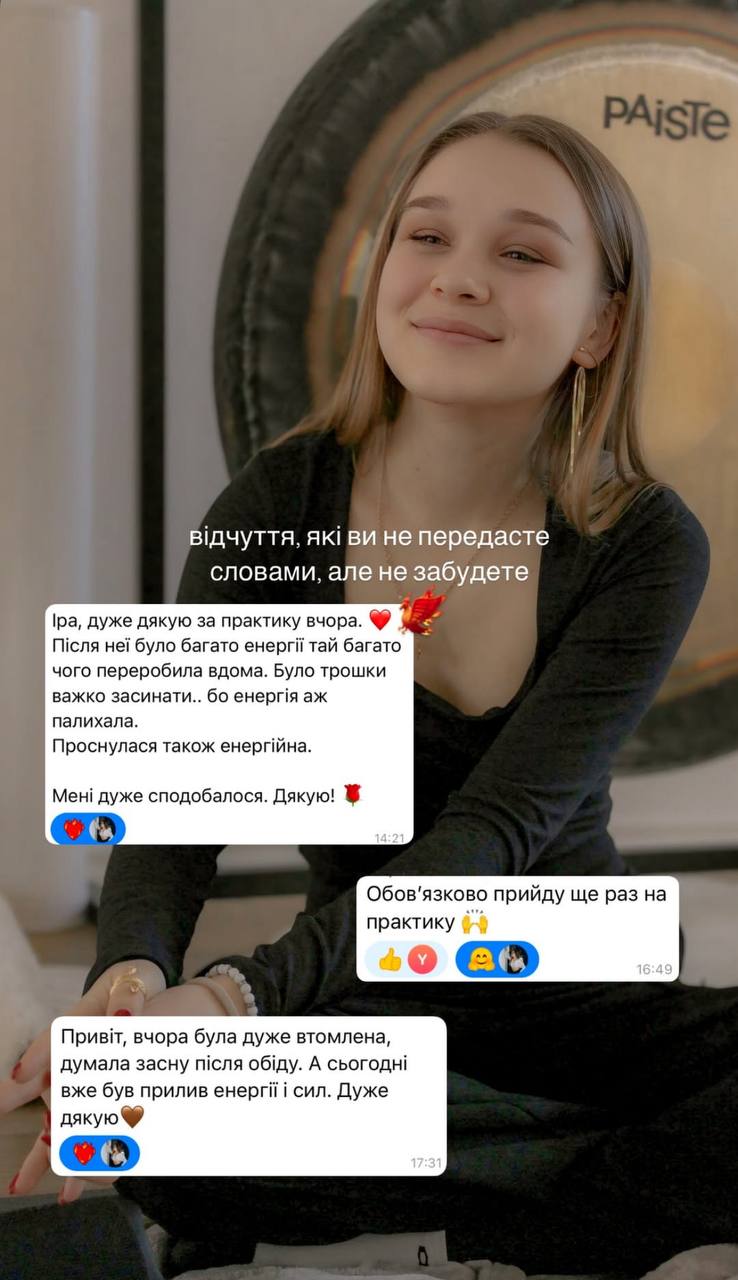 PAiSTe
відчуття, які ви не передасте
словами, але не забудете
Іра, дуже дякую за практику вчора. ❤️
Після неї було багато енергії тай багато
чого переробила вдома. Було трошки
важко засинати.. бо енергія аж
палихала.
Проснулася також енергійна.
Мені дуже сподобалося. Дякую! 🌹
14:21
Обов’язково прийду ще раз на
практику 🙌
Y
16:49
Привіт, вчора була дуже втомлена,
думала засну після обіду. А сьогодні
вже був прилив енергії і сил. Дуже
дякую🤎
17:31